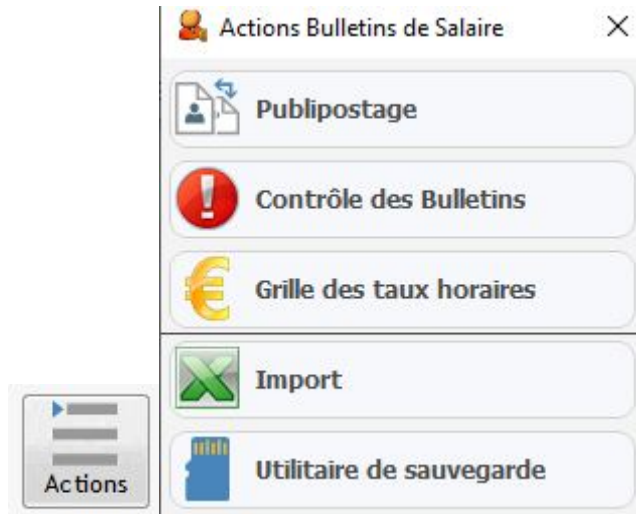 Actions Bulletins de Salaire
Publipostage
Contrôle des Bulletins
Grille des taux horaires
Import
Utilitaire de sauvegarde
Actions